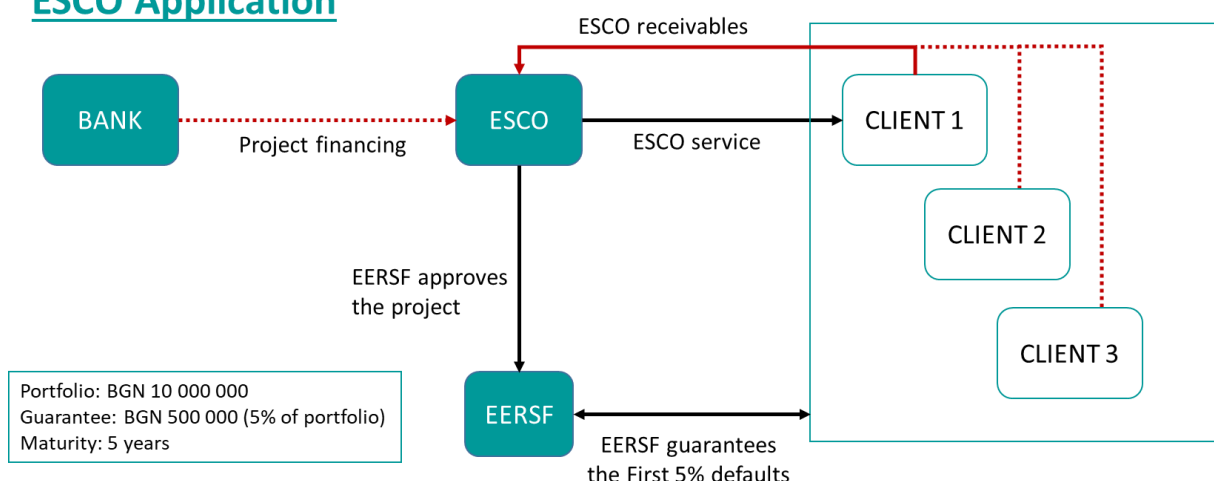 ESCO Application
ESCO receivables
BANK
Project financing
ESCO
ESCO service
CLIENT 1
CLIENT 2
EERSF approves
the project
CLIENT 3
Portfolio: BGN 10 000 000
Guarantee: BGN 500 000 (5% of portfolio)
Maturity: 5 years
EERSF
EERSF guarantees
the First 5% defaults